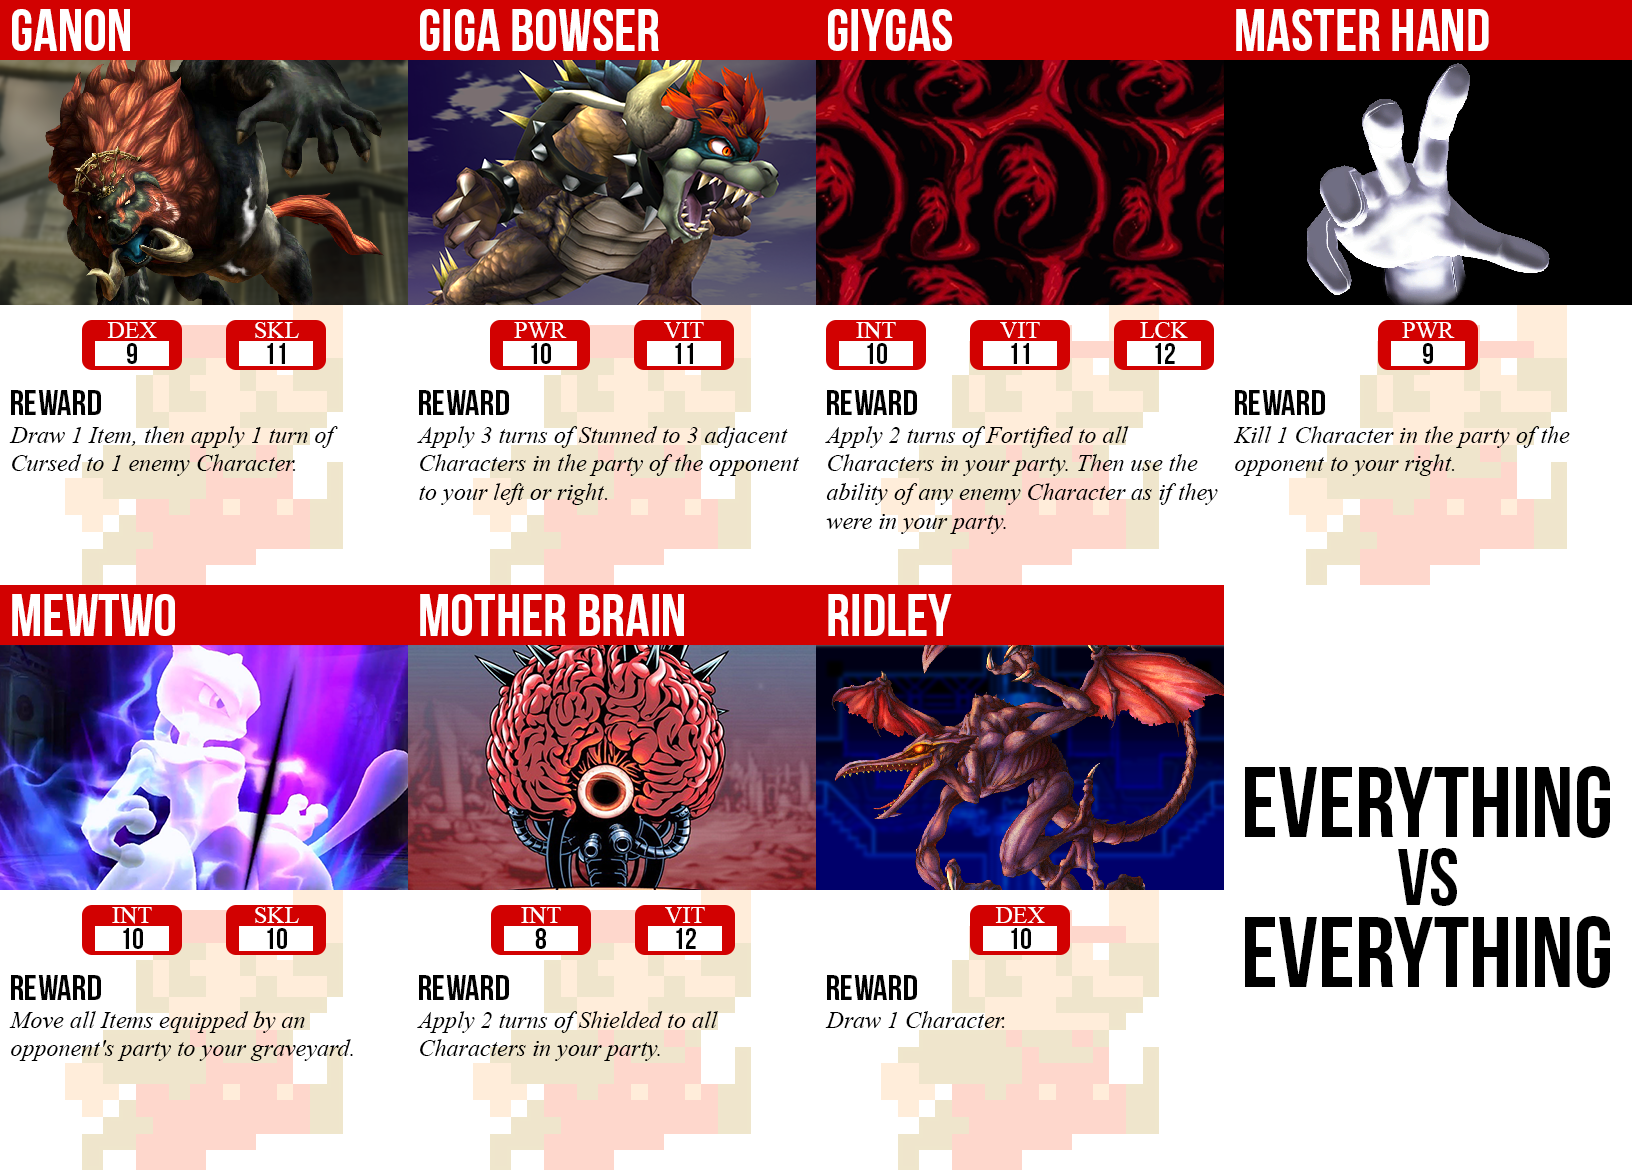 GANON
DEX
9
SKL
11
REWARD
Draw 1 Item, then apply 1 turn of
Cursed to 1 enemy Character.
GIGA BOWSER
PWR
10
VIT
11
REWARD
Apply 3 turns of Stunned to 3 adjacent
Characters in the party of the opponent
to your left or right.
GIYGAS
INT
10
VIT
11
LCK
12
REWARD
Apply 2 turns of Fortified to all
Characters in your party. Then use the
ability of any enemy Character as if they
were in your party.
MASTER HAND
PWR
9
REWARD
Kill 1 Character in the party of the
opponent to your right.
MEWTWO
INT
10
SKL
10
REWARD
Move all Items equipped by an
opponent's party to your graveyard.
MOTHER BRAIN
INT
8
VIT
12
REWARD
Apply 2 turns of Shielded to all
Characters in your party.
RIDLEY
DEX
10
REWARD
Draw 1 Character.
EVERYTHING
VS
EVERYTHING